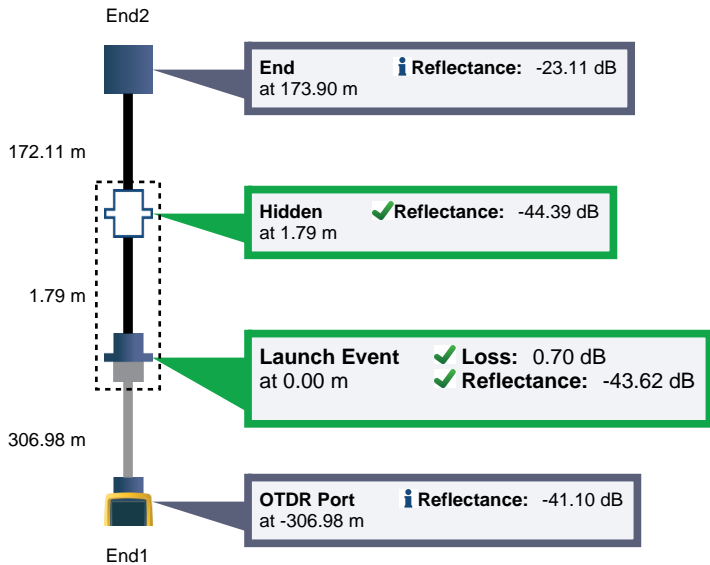 End2
End
i Reflectance: -23.11 dB
at 173.90 m
172.11 m
Hidden
Reflectance: -44.39 dB
at 1.79 m
1.79 m
Launch Event
Loss: 0.70 dB
at 0.00 m
Reflectance: -43.62 dB
306.98 m
OTDR Port
i Reflectance: -41.10 dB
at -306.98 m
End1